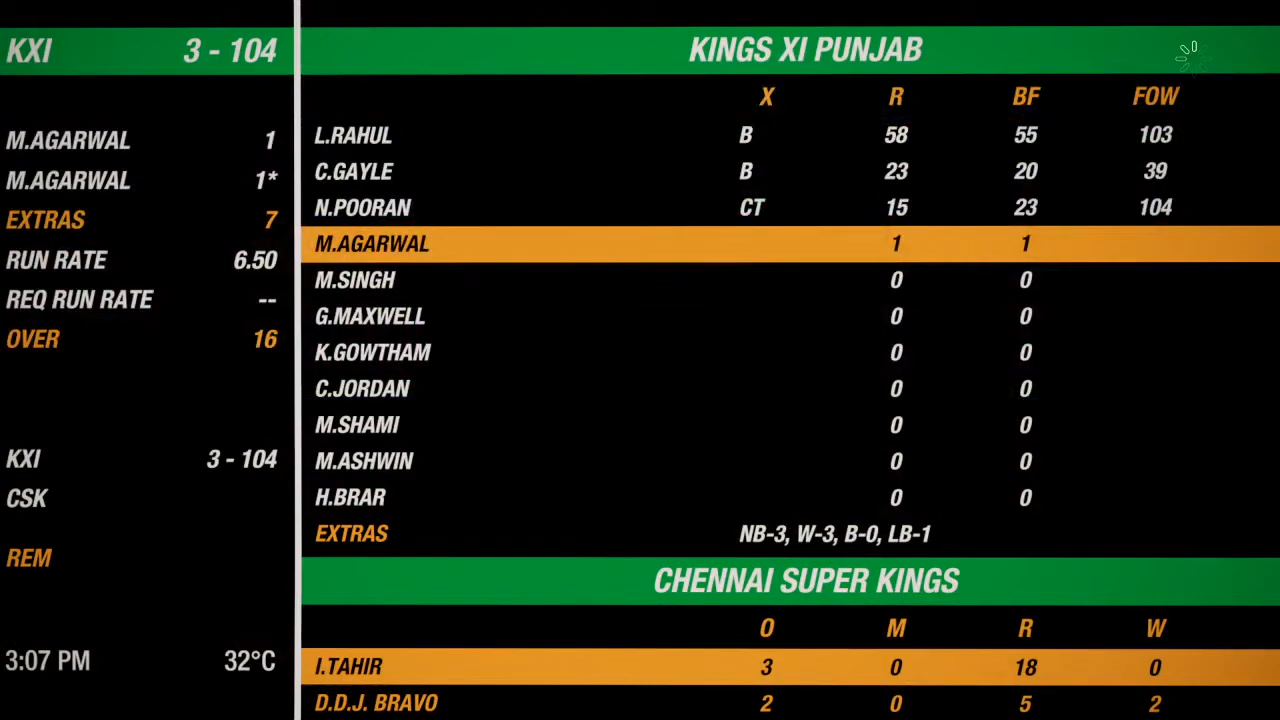 KXI 3 - 104
M.AGARWAL 1
M.AGARWAL 1*
EXTRAS 7
RUN RATE 6.50
REQ RUN RATE --
OVER 16
KXI 3 - 104
CSK
REM
3:07 PM 32°C
KINGS XI PUNJAB
X R BF FOW
L.RAHUL B 58 55 103
C.GAYLE B 23 20 39
N.POORAN CT 15 23 104
M.AGARWAL 1 1
M.SINGH 0 0
G.MAXWELL 0 0
K.GOWTHAM 0 0
C.JORDAN 0 0
M.SHAMI 0 0
M.ASHWIN 0 0
H.BRAR 0 0
EXTRAS NB-3, W-3, B-0, LB-1
CHENNAI SUPER KINGS
O M R W
I.TAHIR 3 0 18 0
D.D.J. BRAVO 2 0 5 2